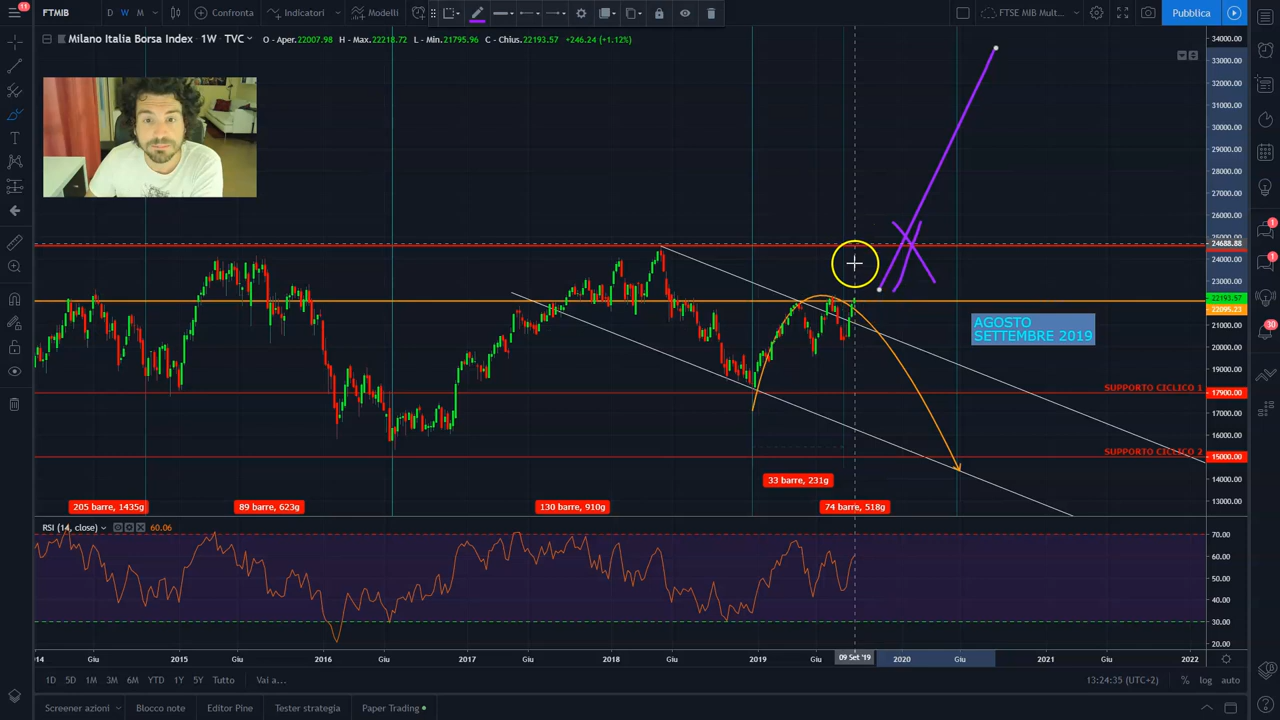 FTMIB
D
W
M
Confronta
Indicatori
Modelli
FTSE MIB Mult...
Pubblica
Milano Italia Borsa Index · 1W · TVC
O - Aper. 22007.98 H - Max. 22218.72 L - Min. 21795.96 C - Chius. 22193.57 +246.24 (+1.12%)
34000.00
33000.00
31000.00
30000.00
29000.00
28000.00
27000.00
26000.00
24688.88
24000.00
23000.00
22193.57
22095.23
21000.00
20000.00
19000.00
17900.00
17000.00
16000.00
15000.00
14000.00
13000.00
AGOSTO
SETTEMBRE 2019
SUPPORTO CICLICO 1
SUPPORTO CICLICO 2
33 barre, 231g
205 barre, 1435g
89 barre, 623g
130 barre, 910g
74 barre, 518g
RSI (14, close)
60.06
70.00
60.00
50.00
40.00
30.00
20.00
14
Giu
2015
Giu
2016
Giu
2017
Giu
2018
Giu
2019
Giu
09 Set '19
2020
Giu
2021
Giu
2022
1D
5D
1M
3M
6M
YTD
1Y
5Y
Tutto
Vai a...
13:24:35 (UTC+2)
%
log
auto
Screener azioni
Blocco note
Editor Pine
Tester strategia
Paper Trading
1
1
30